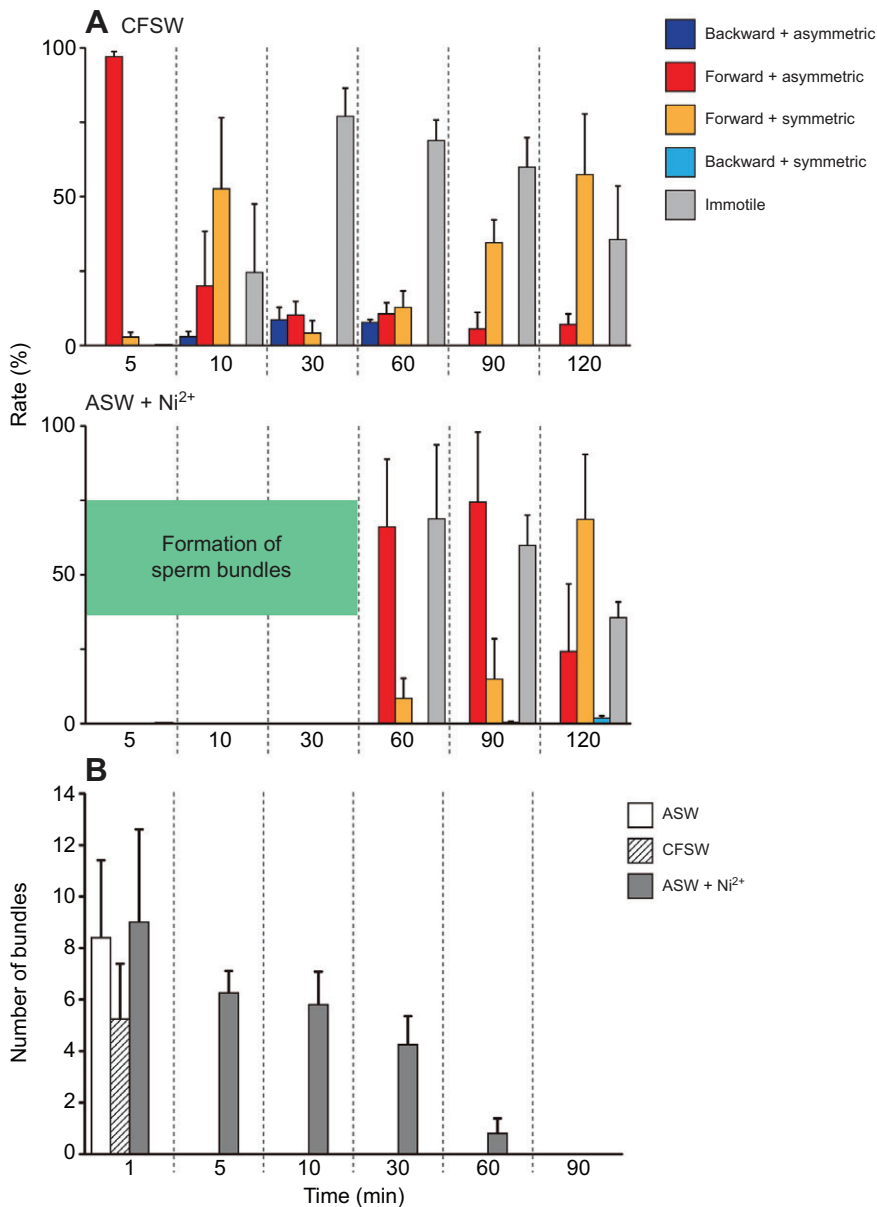 A CFSW
100
50
0
5 10 30 60 90 120
Backward + asymmetric
Forward + asymmetric
Forward + symmetric
Backward + symmetric
Immotile
Rate (%)
ASW + Ni²⁺
100
50
0
Formation of
sperm bundles
5 10 30 60 90 120
B
14
12
10
8
6
4
2
0
Number of bundles
1 5 10 30 60 90
Time (min)
ASW
CFSW
ASW + Ni²⁺